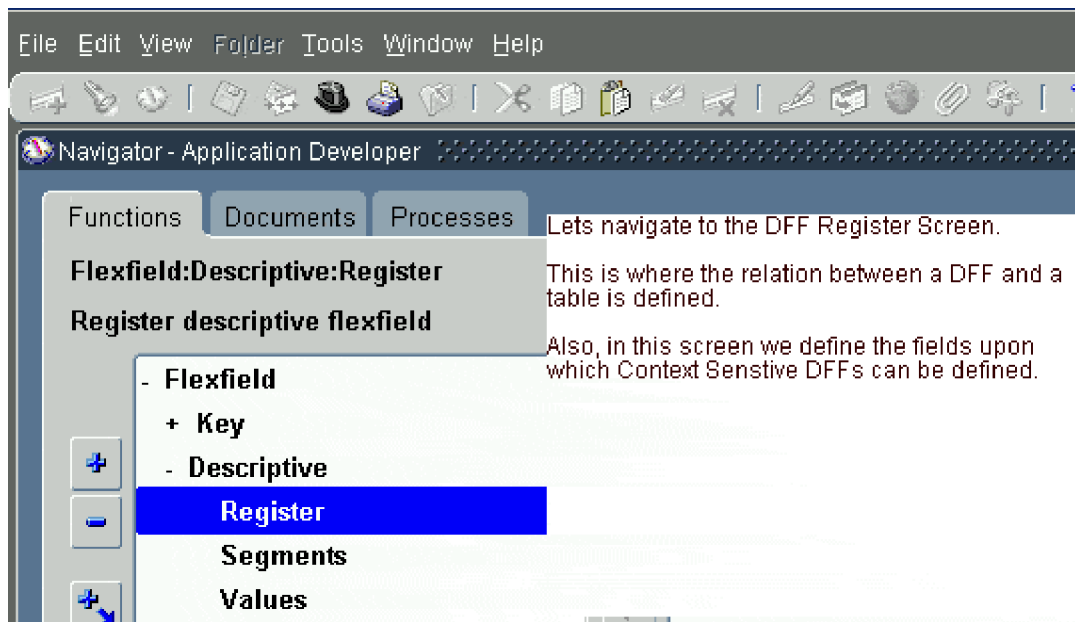 File Edit View Folder Tools Window Help
Navigator - Application Developer
Functions Documents Processes
Flexfield:Descriptive:Register
Register descriptive flexfield
- Flexfield
+ Key
- Descriptive
Register
Segments
Values
Lets navigate to the DFF Register Screen.
This is where the relation between a DFF and a
table is defined.
Also, in this screen we define the fields upon
which Context Senstive DFFs can be defined.